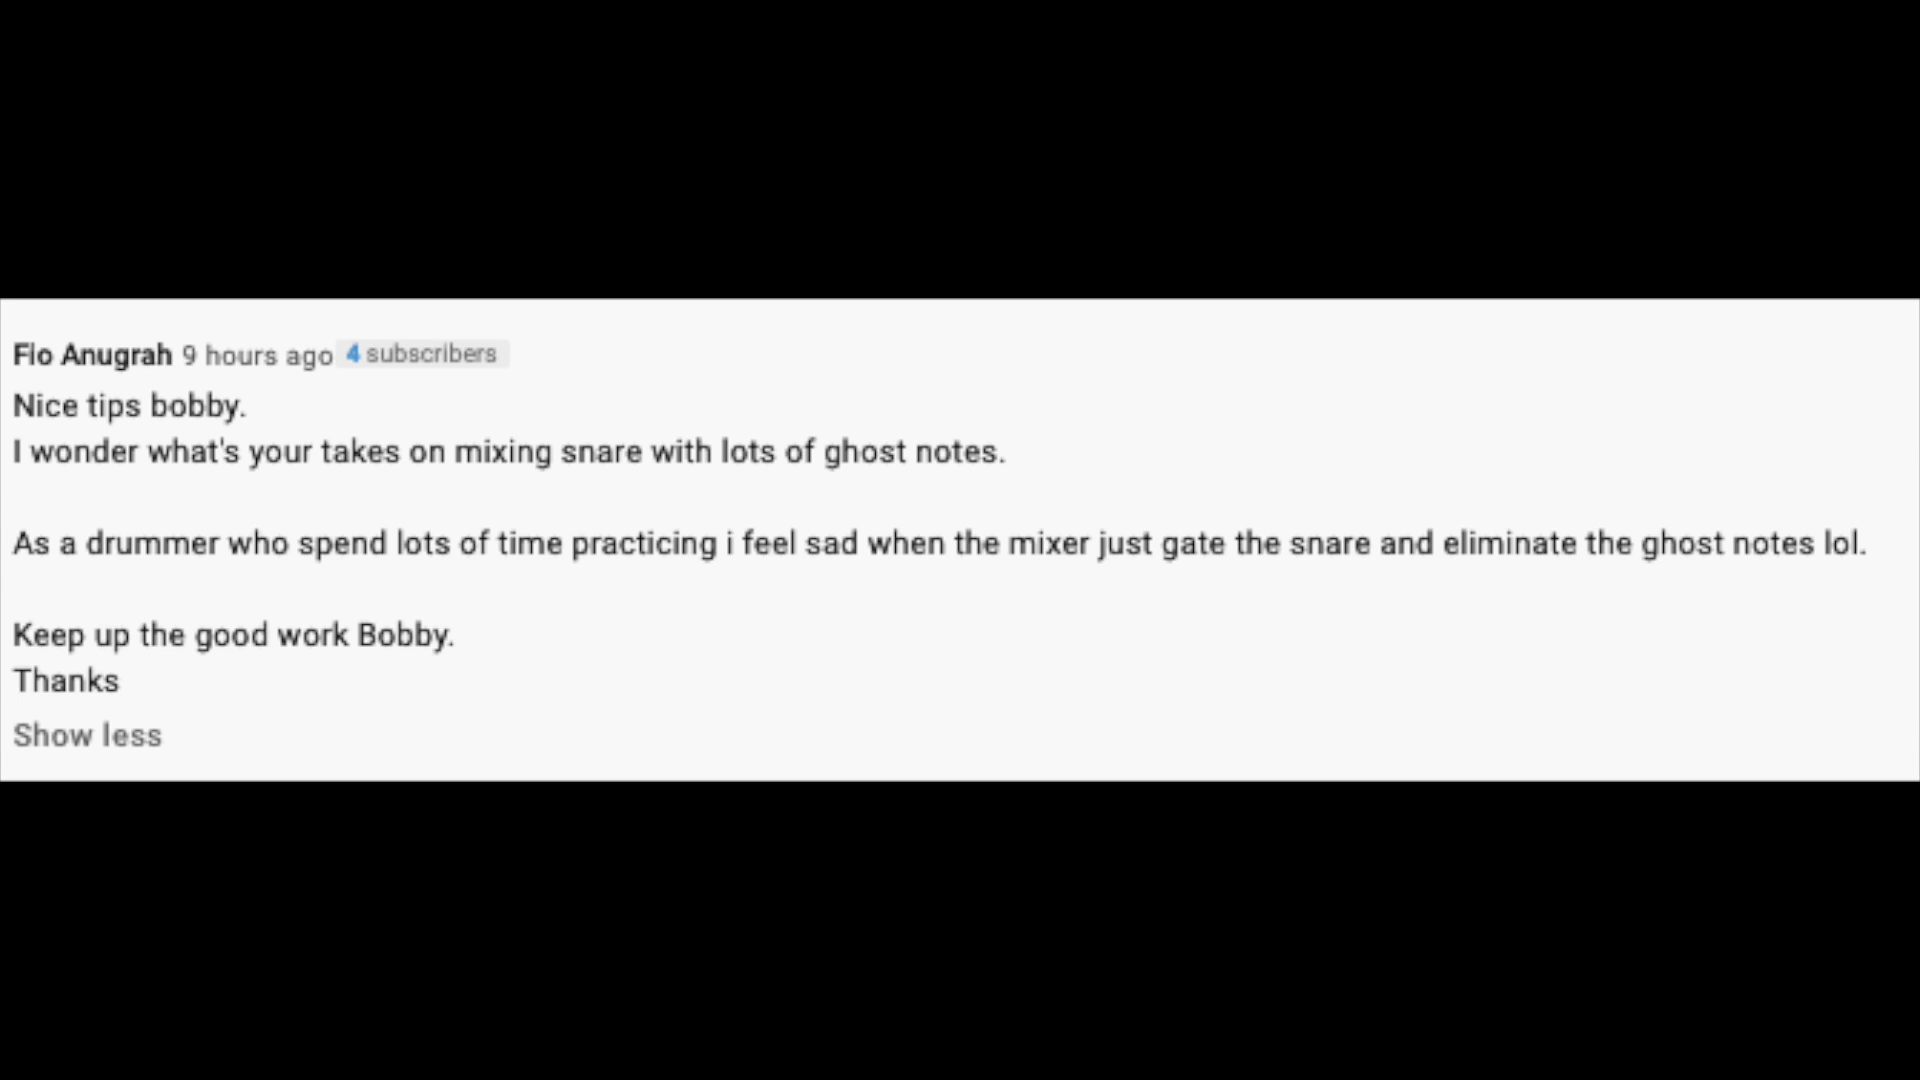 Flo Anugrah 9 hours ago 4 subscribers
Nice tips bobby.
I wonder what's your takes on mixing snare with lots of ghost notes.
As a drummer who spend lots of time practicing i feel sad when the mixer just gate the snare and eliminate the ghost notes lol.
Keep up the good work Bobby.
Thanks
Show less